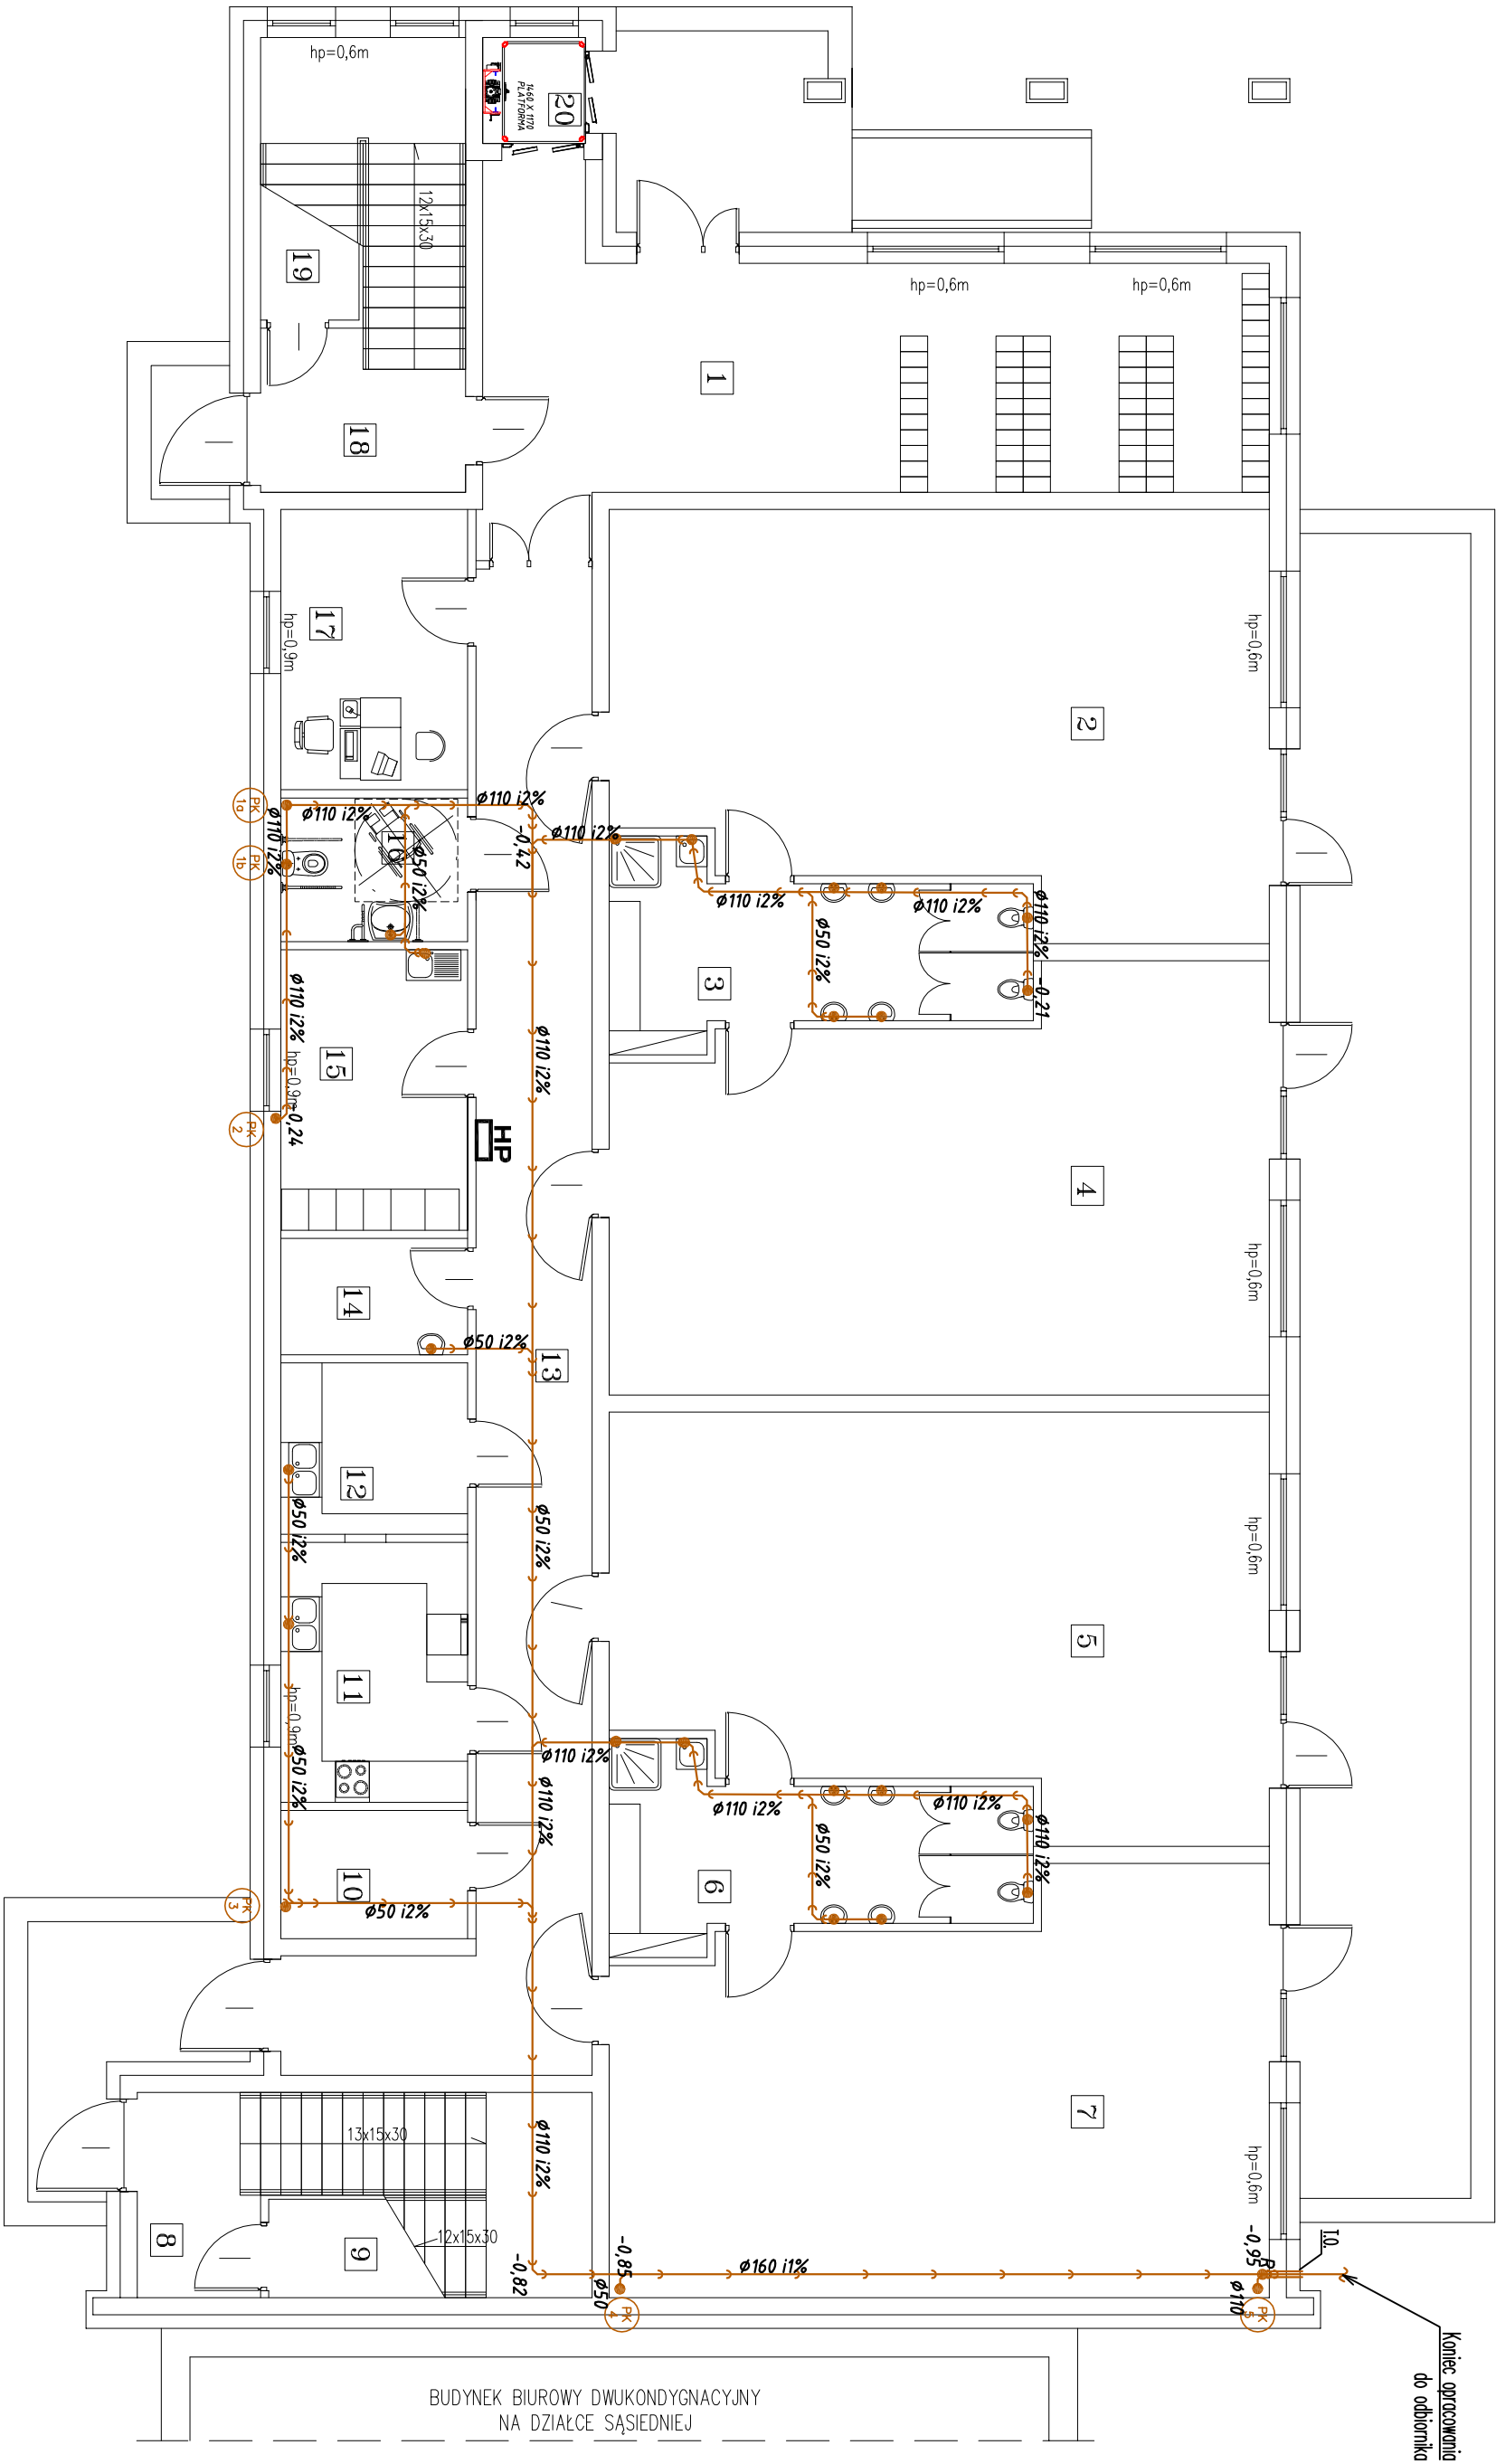 hp=0,6m
1460 X 1170
PLATFORMA
20
12x15x30
19
hp=0,6m
hp=0,6m
1
18
17
hp=0,9m
hp=0,6m
2
PK
1a
ø110 i2%
ø110 i2%
ø110 i2%
-0,42
ø110 i2%
16
ø50 i2%
PK
1b
ø110 i2%
ø110 i2%
ø110 i2%
ø50 i2%
3
-0,21
ø110 i2%
15
hp=0,9m
-0,24
PK
2
ø110 i2%
HP
4
hp=0,6m
14
ø50 i2%
13
12
ø50 i2%
ø50 i2%
hp=0,6m
5
11
hp=0,9m
ø50 i2%
ø110 i2%
ø110 i2%
ø110 i2%
ø110 i2%
ø110 i2%
ø50 i2%
6
10
PK
3
ø50 i2%
7
13x15x30
ø110 i2%
hp=0,6m
8
9
12x15x30
-0,82
ø50
-0,85
PK
4
ø160 i1%
-0,95
R
T.O.
ø110
PK
5
Koniec opracowania
do odbiornika
BUDYNEK BIUROWY DWUKONDYGNACYJNY
NA DZIAŁCE SĄSIEDNIEJ